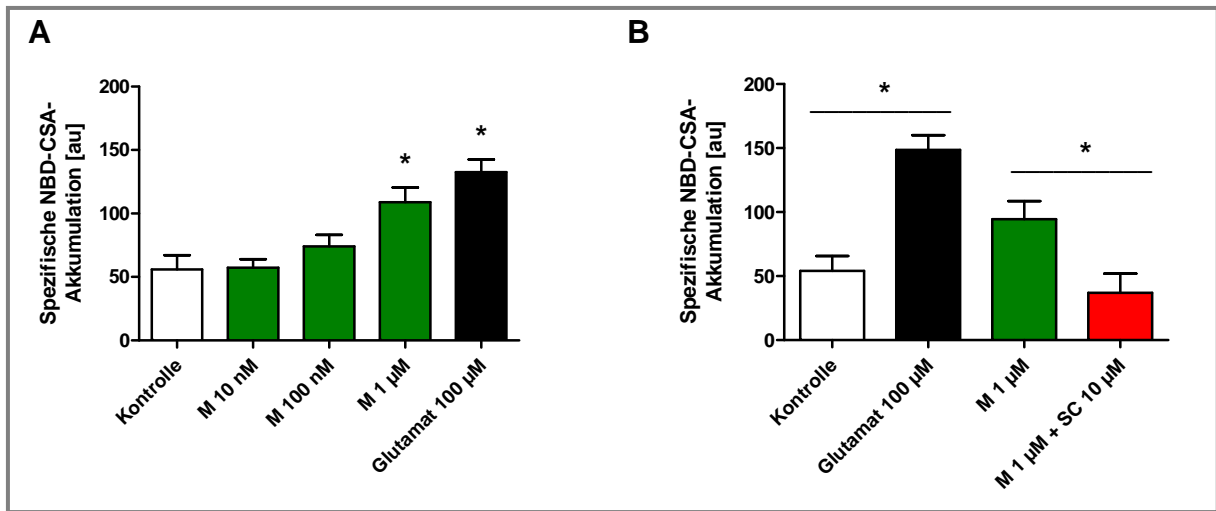 A
Spezifische NBD-CSA-
Akkumulation [au]
200
150
100
50
0
*
*
Kontrolle
M 10 nM
M 100 nM
M 1 µM
Glutamat 100 µM
B
Spezifische NBD-CSA-
Akkumulation [au]
200
150
100
50
0
*
*
Kontrolle
Glutamat 100 µM
M 1 µM
M 1 µM + SC 10 µM